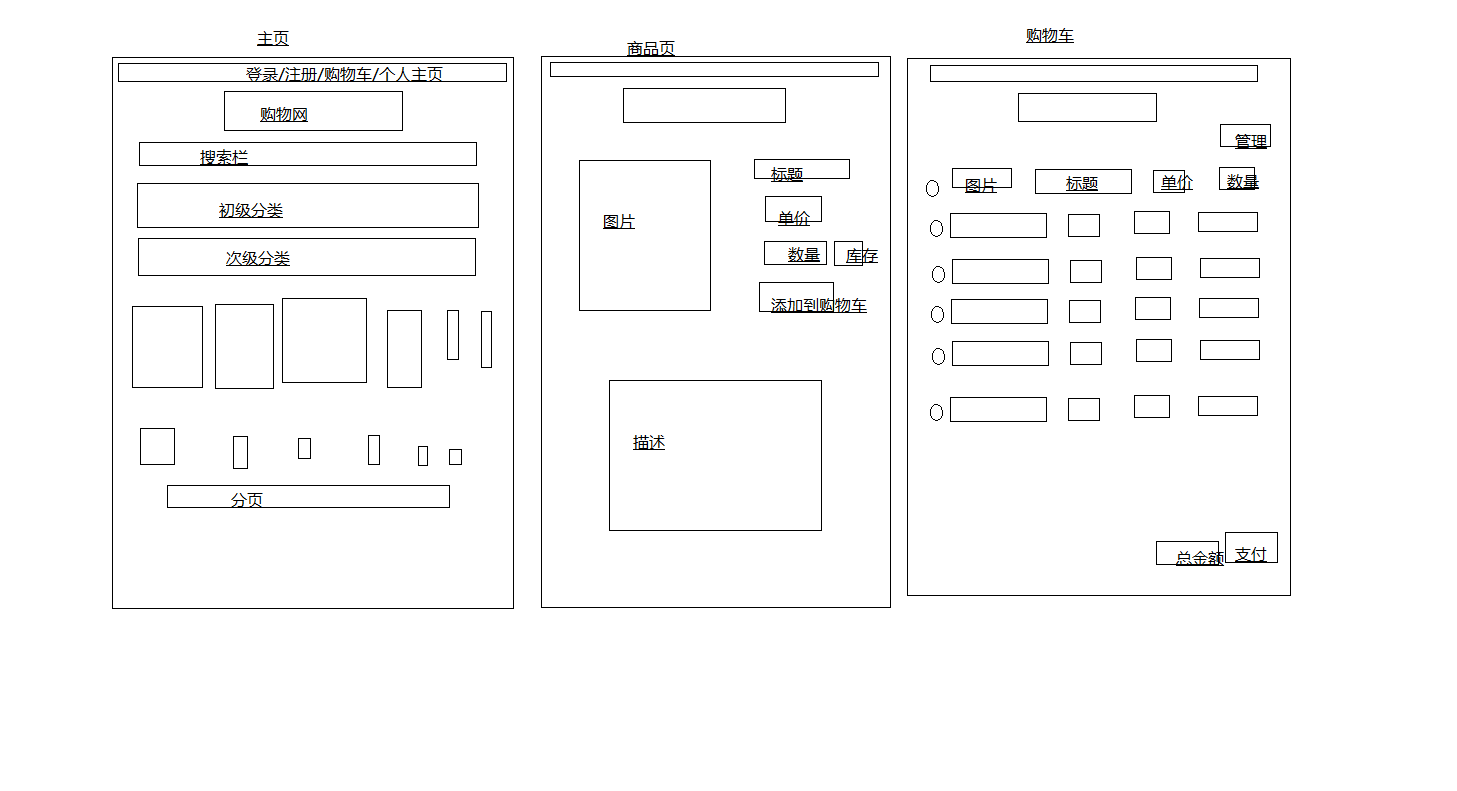 主页
登录/注册/购物车/个人主页
购物网
搜索栏
初级分类
次级分类
分页
商品页
标题
图片
单价
数量 库存
添加到购物车
描述
购物车
管理
图片 标题 单价 数量
总金额 支付